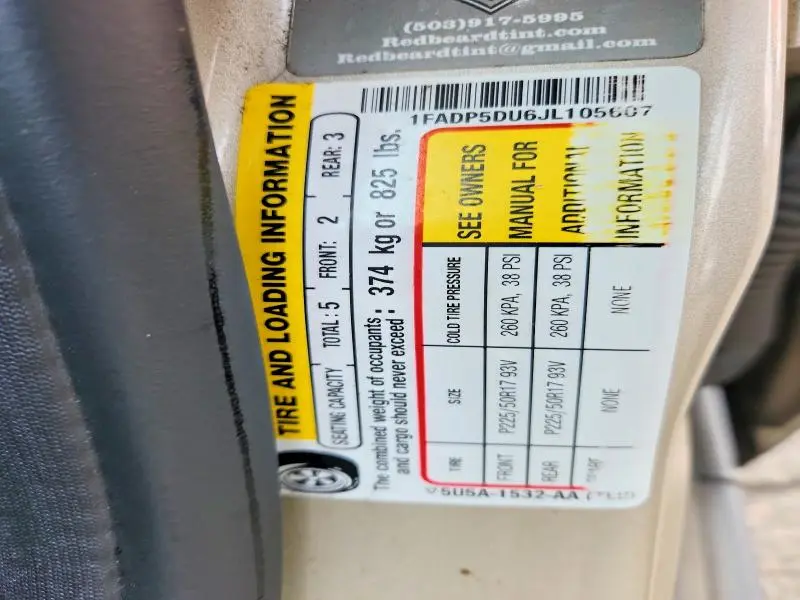 (503)917-5995
Redbeardtint.com
Redbeardtint@gmail.com
TIRE AND LOADING INFORMATION
SEATING CAPACITY TOTAL: 5 FRONT: 2 REAR: 3
The combined weight of occupants
and cargo should never exceed: 374 kg or 825 lbs.
TIRE SIZE COLD TIRE PRESSURE
FRONT P225/50R17 93V 260 KPA, 38 PSI
REAR P225/50R17 93V 260 KPA, 38 PSI
NONE NONE
SEE OWNERS
MANUAL FOR
ADDITIONAL
INFORMATION
5U5A-1532-AA